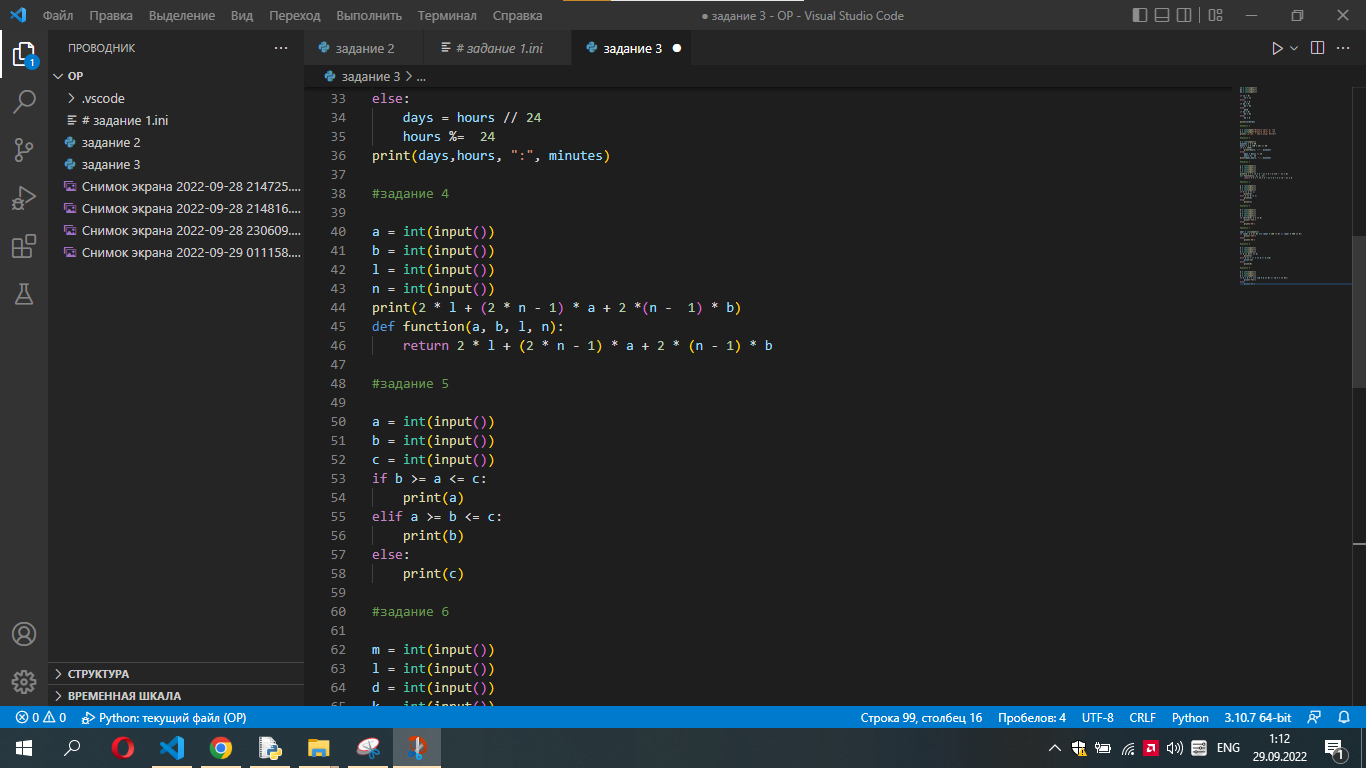 Файл Правка Выделение Вид Переход Выполнить Терминал Справка ● задание 3 - OP - Visual Studio Code
ПРОВОДНИК ···
задание 2 # задание 1.ini задание 3 ●
OP
задание 3 > ...
.vscode
# задание 1.ini
задание 2
задание 3
Снимок экрана 2022-09-28 214725....
Снимок экрана 2022-09-28 214816....
Снимок экрана 2022-09-28 230609....
Снимок экрана 2022-09-29 011158....
СТРУКТУРА
ВРЕМЕННАЯ ШКАЛА
1
33 else:
34     days = hours // 24
35     hours %=  24
36 print(days,hours, ":", minutes)
37
38 #задание 4
39
40 a = int(input())
41 b = int(input())
42 l = int(input())
43 n = int(input())
44 print(2 * l + (2 * n - 1) * a + 2 *(n -  1) * b)
45 def function(a, b, l, n):
46     return 2 * l + (2 * n - 1) * a + 2 * (n - 1) * b
47
48 #задание 5
49
50 a = int(input())
51 b = int(input())
52 c = int(input())
53 if b >= a <= c:
54     print(a)
55 elif a >= b <= c:
56     print(b)
57 else:
58     print(c)
59
60 #задание 6
61
62 m = int(input())
63 l = int(input())
64 d = int(input())
65 k = int(input())
0 0 Python: текущий файл (OP) Строка 99, столбец 16 Пробелов: 4 UTF-8 CRLF Python 3.10.7 64-bit
ENG 1:12
29.09.2022
1